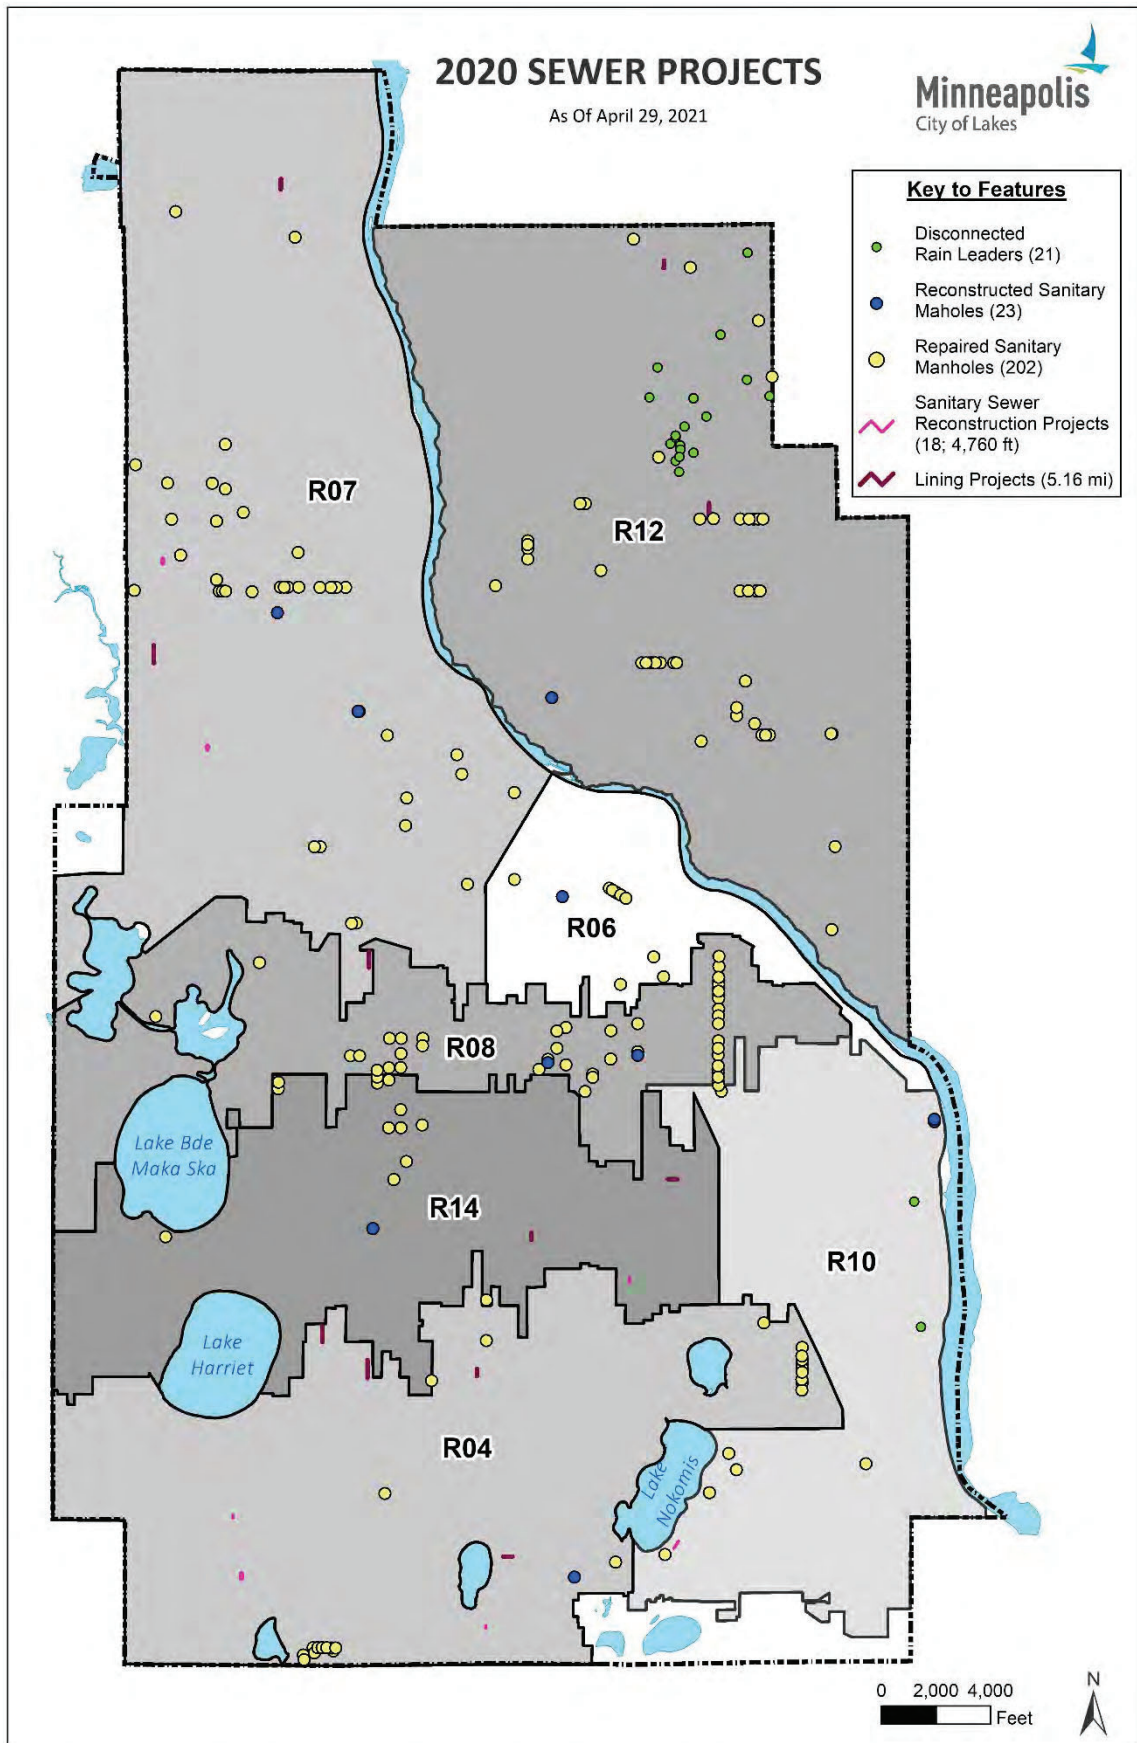 2020 SEWER PROJECTS
As Of April 29, 2021
Minneapolis
City of Lakes
Key to Features
Disconnected
Rain Leaders (21)
Reconstructed Sanitary
Maholes (23)
Repaired Sanitary
Manholes (202)
Sanitary Sewer
Reconstruction Projects
(18; 4,760 ft)
Lining Projects (5.16 mi)
R07
R12
R06
R08
Lake Bde
Maka Ska
R14
R10
Lake
Harriet
R04
Lake
Nokomis
N
0 2,000 4,000
Feet